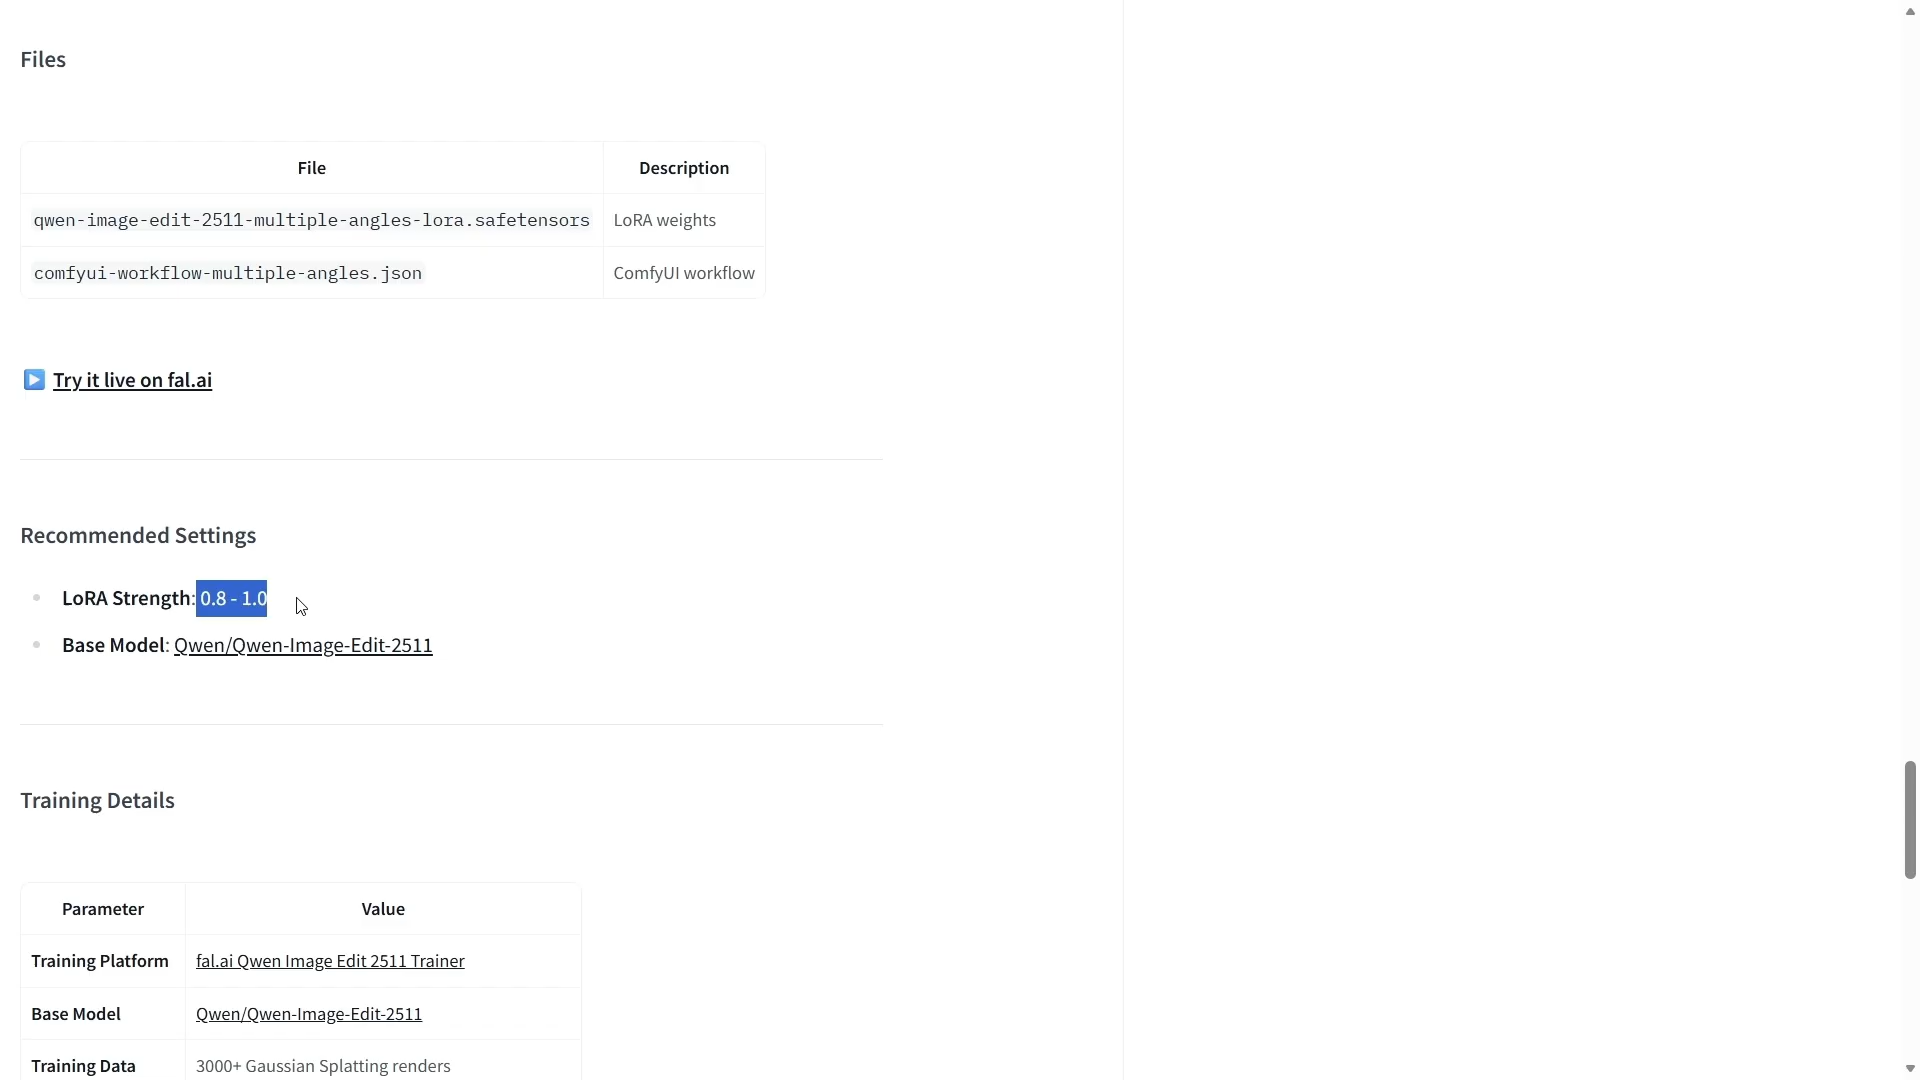 Files
File Description
qwen-image-edit-2511-multiple-angles-lora.safetensors LoRA weights
comfyui-workflow-multiple-angles.json ComfyUI workflow
Try it live on fal.ai
Recommended Settings
LoRA Strength: 0.8 - 1.0
Base Model: Qwen/Qwen-Image-Edit-2511
Training Details
Parameter Value
Training Platform fal.ai Qwen Image Edit 2511 Trainer
Base Model Qwen/Qwen-Image-Edit-2511
Training Data 3000+ Gaussian Splatting renders